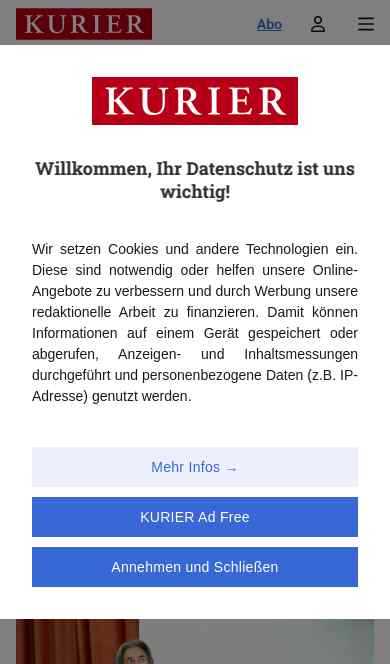 KURIER
Abo
KURIER
Willkommen, Ihr Datenschutz ist uns
wichtig!
Wir setzen Cookies und andere Technologien ein.
Diese sind notwendig oder helfen unsere Online-
Angebote zu verbessern und durch Werbung unsere
redaktionelle Arbeit zu finanzieren. Damit können
Informationen auf einem Gerät gespeichert oder
abgerufen, Anzeigen- und Inhaltsmessungen
durchgeführt und personenbezogene Daten (z.B. IP-
Adresse) genutzt werden.
Mehr Infos →
KURIER Ad Free
Annehmen und Schließen